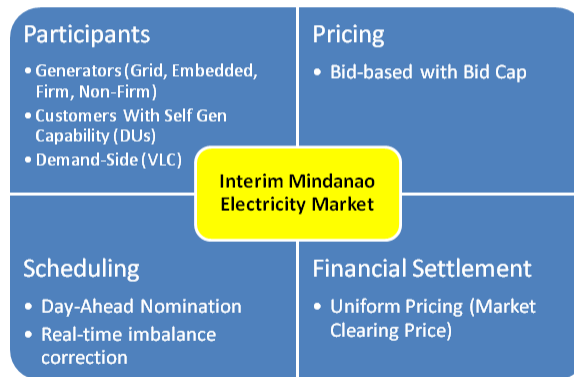 Participants
• Generators (Grid, Embedded,
Firm, Non-Firm)
• Customers With Self Gen
Capability (DUs)
• Demand-Side (VLC)
Pricing
• Bid-based with Bid Cap
Interim Mindanao
Electricity Market
Scheduling
• Day-Ahead Nomination
• Real-time imbalance
correction
Financial Settlement
• Uniform Pricing (Market
Clearing Price)